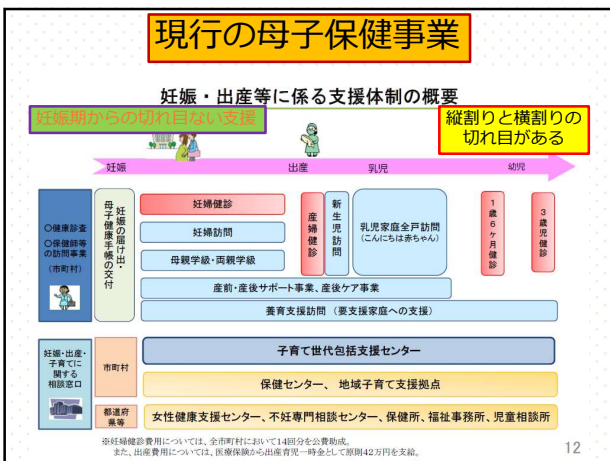 現行の母子保健事業
妊娠・出産等に係る支援体制の概要
妊娠期からの切れ目ない支援
縦割りと横割りの
切れ目がある
妊娠
出産
乳児
幼児
○健康診査
○保健師等
の訪問事業
(市町村)
妊娠の届け出・
母子健康手帳の交付
妊婦健診
妊婦訪問
母親学級・両親学級
産婦健診
新生児訪問
乳児家庭全戸訪問
(こんにちは赤ちゃん)
1歳6ヶ月健診
3歳児健診
産前・産後サポート事業、産後ケア事業
養育支援訪問 (要支援家庭への支援)
妊娠・出産・
子育てに
関する
相談窓口
市町村
子育て世代包括支援センター
保健センター、 地域子育て支援拠点
都道府
県等
女性健康支援センター、不妊専門相談センター、保健所、福祉事務所、児童相談所
※妊婦健診費用については、全市町村において14回分を公費助成。
また、出産費用については、医療保険から出産育児一時金として原則42万円を支給。
12